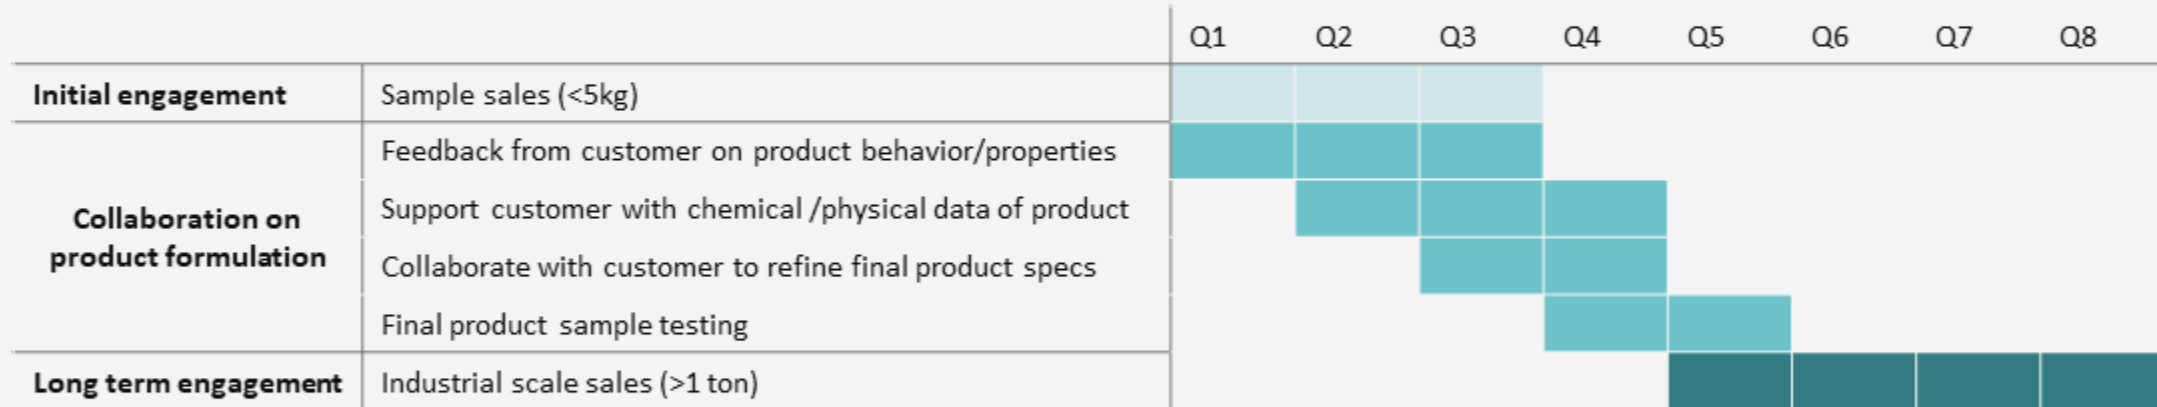 Q1 Q2 Q3 Q4 Q5 Q6 Q7 Q8
Initial engagement Sample sales (<5kg)
Feedback from customer on product behavior/properties
Support customer with chemical /physical data of product
Collaboration on
product formulation
Collaborate with customer to refine final product specs
Final product sample testing
Long term engagement Industrial scale sales (>1 ton)